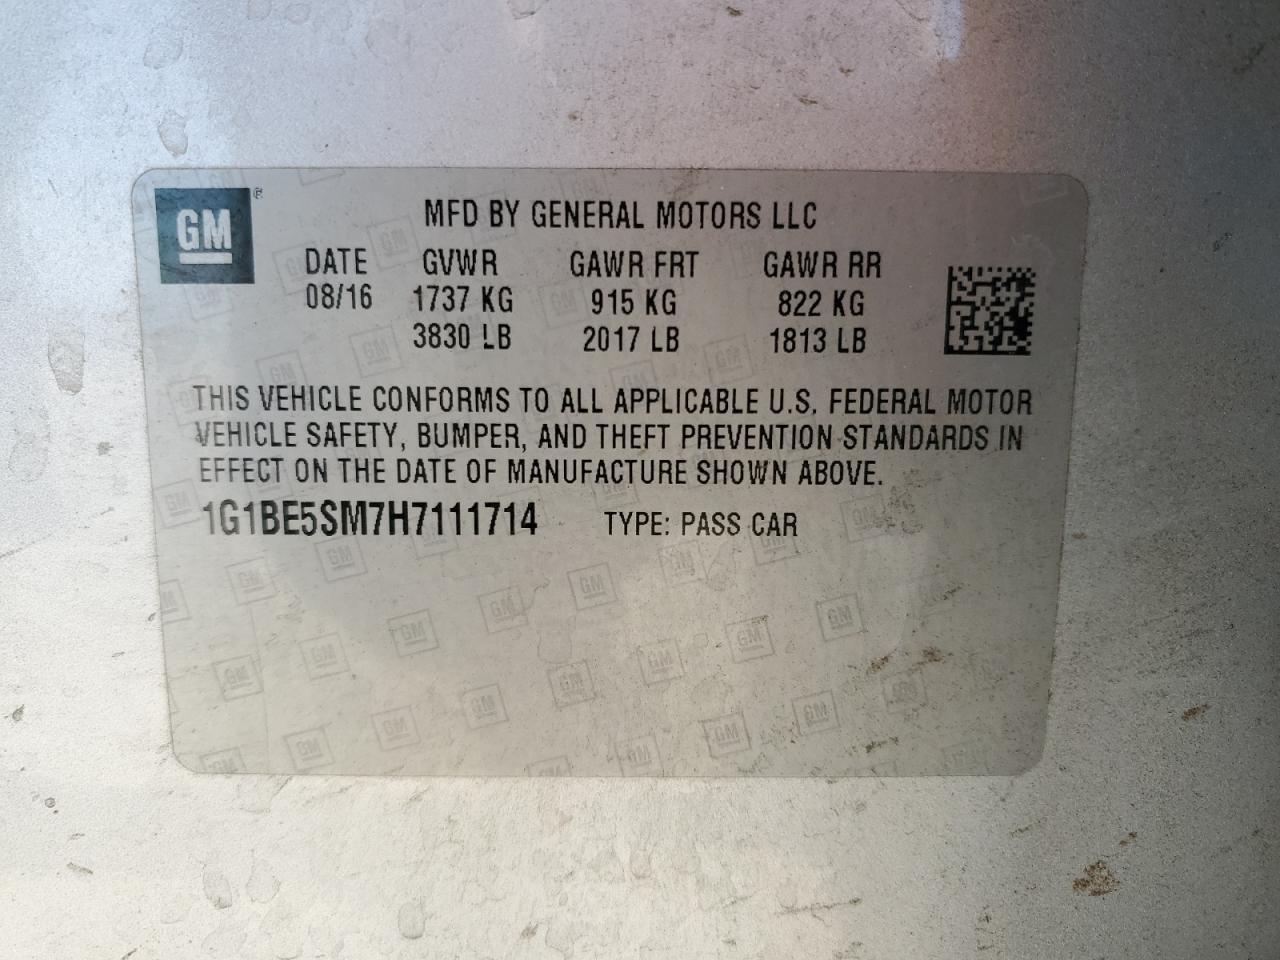 GM®
MFD BY GENERAL MOTORS LLC
DATE GVWR GAWR FRT GAWR RR
08/16 1737 KG 915 KG 822 KG
3830 LB 2017 LB 1813 LB
THIS VEHICLE CONFORMS TO ALL APPLICABLE U.S. FEDERAL MOTOR
VEHICLE SAFETY, BUMPER, AND THEFT PREVENTION STANDARDS IN
EFFECT ON THE DATE OF MANUFACTURE SHOWN ABOVE.
1G1BE5SM7H7111714 TYPE: PASS CAR